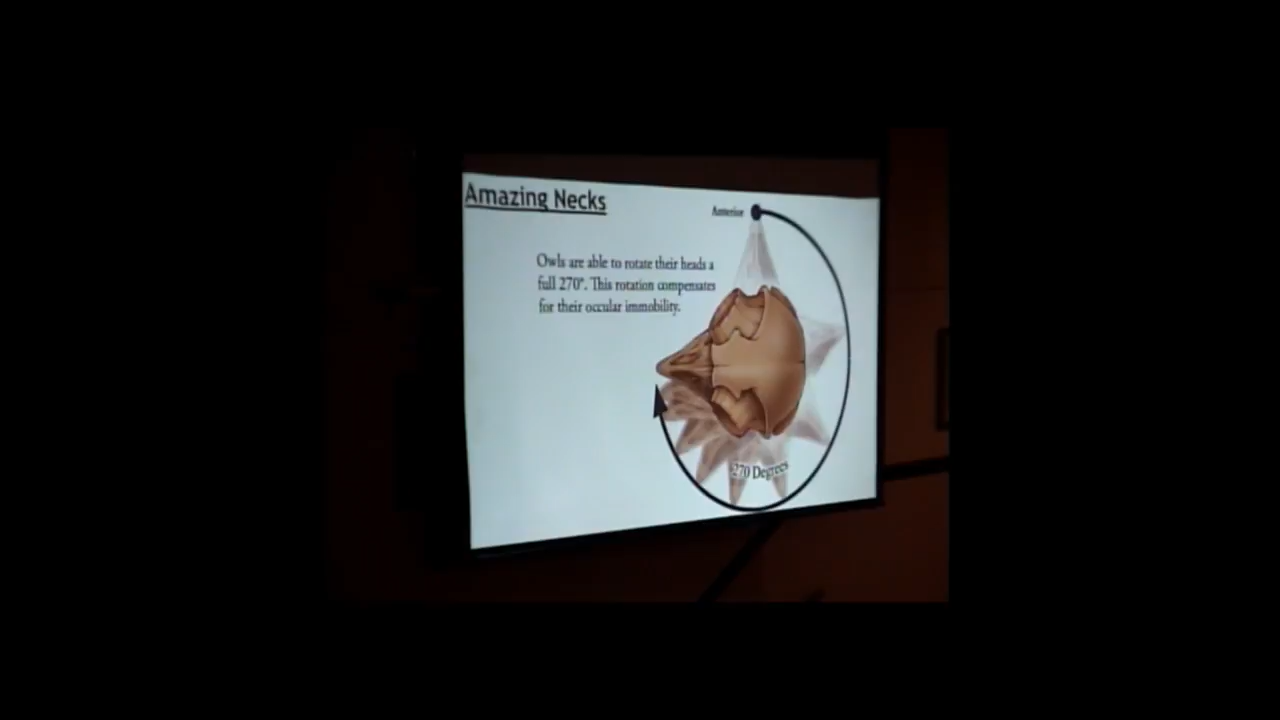 Amazing Necks
Anterior
Owls are able to rotate their heads a
full 270°. This rotation compensates
for their occular immobility.
270 Degrees